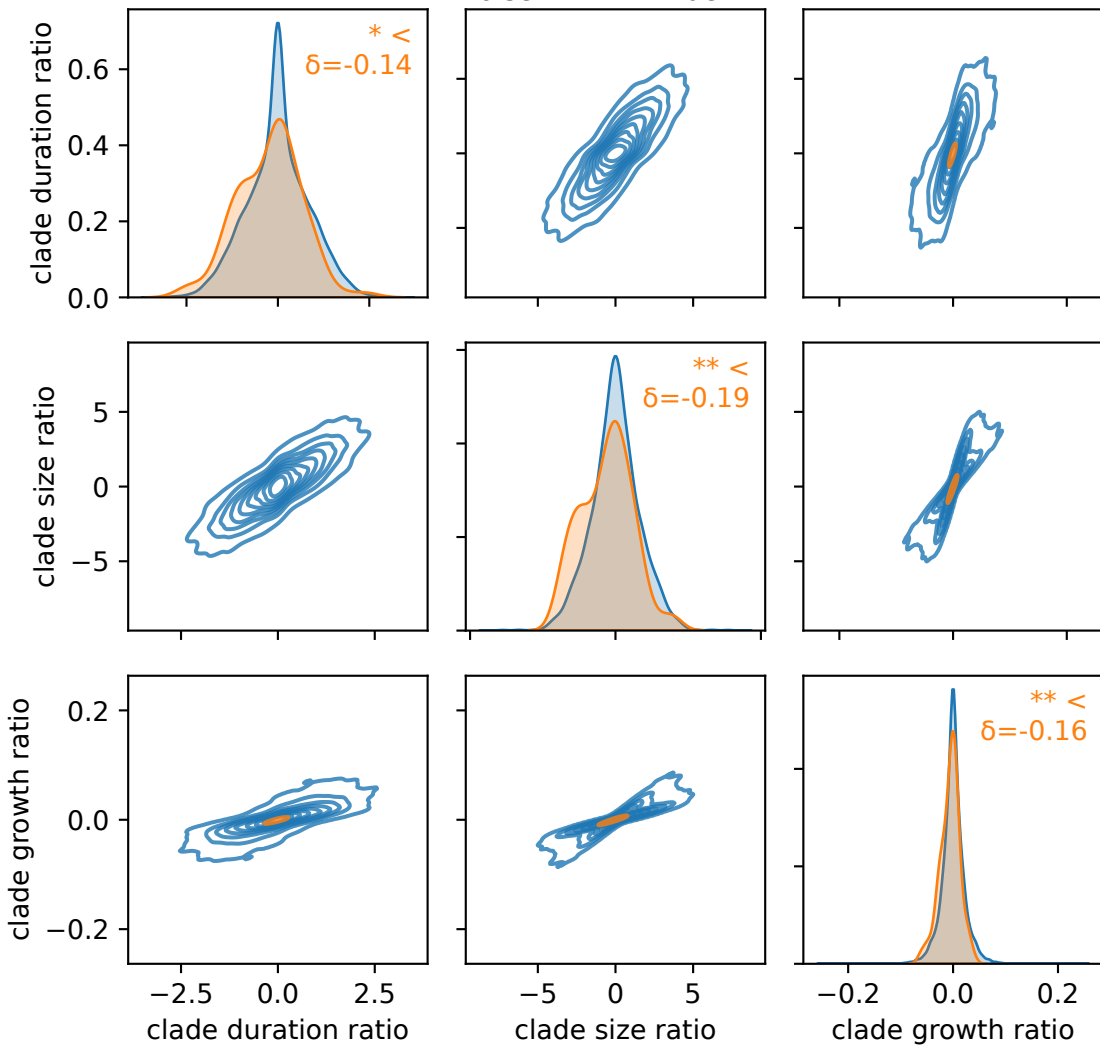 clade duration ratio
0.6
0.4
0.2
0.0
* <
δ=-0.14
clade size ratio
5
0
−5
** <
δ=-0.19
clade growth ratio
0.2
0.0
−0.2
** <
δ=-0.16
−2.5 0.0 2.5
clade duration ratio
−5 0 5
clade size ratio
−0.2 0.0 0.2
clade growth ratio